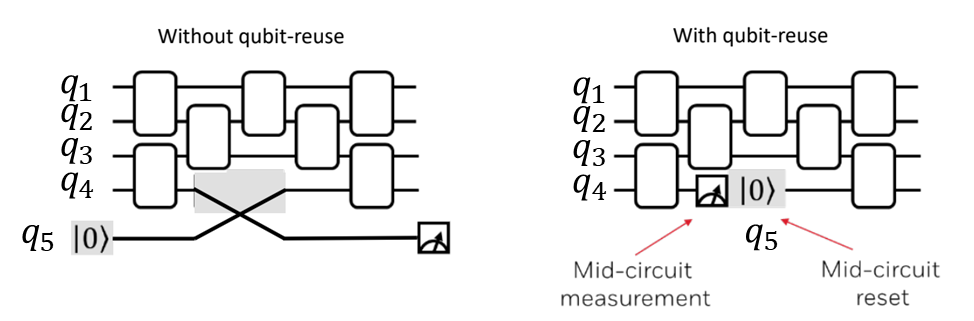 Without qubit-reuse
q₁
q₂
q₃
q₄
q₅ |0⟩
With qubit-reuse
q₁
q₂
q₃
q₄ |0⟩
q₅
Mid-circuit
measurement
Mid-circuit
reset